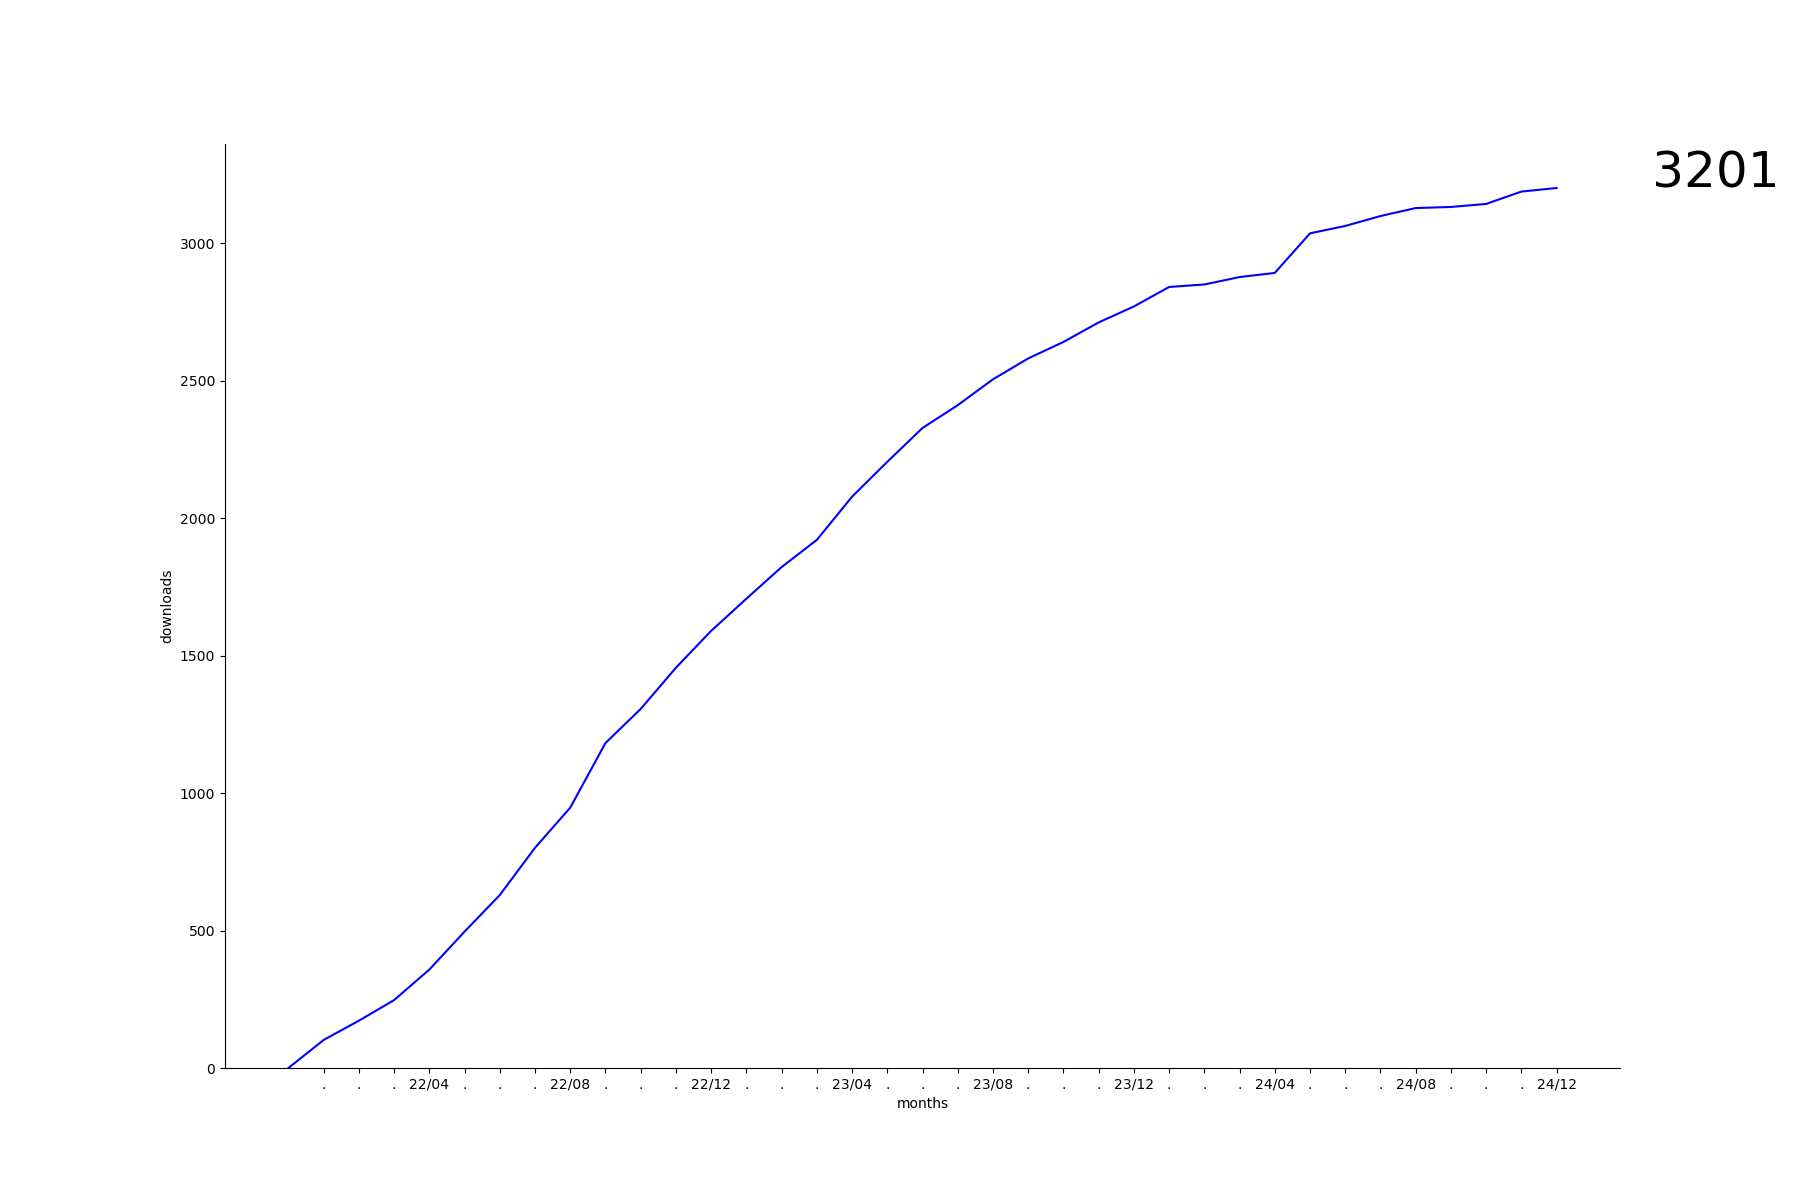 3201
3000
2500
2000
1500
1000
500
0
downloads
. . . 22/04 . . . 22/08 . . . 22/12 . . . 23/04 . . . 23/08 . . . 23/12 . . . 24/04 . . . 24/08 . . . 24/12
months